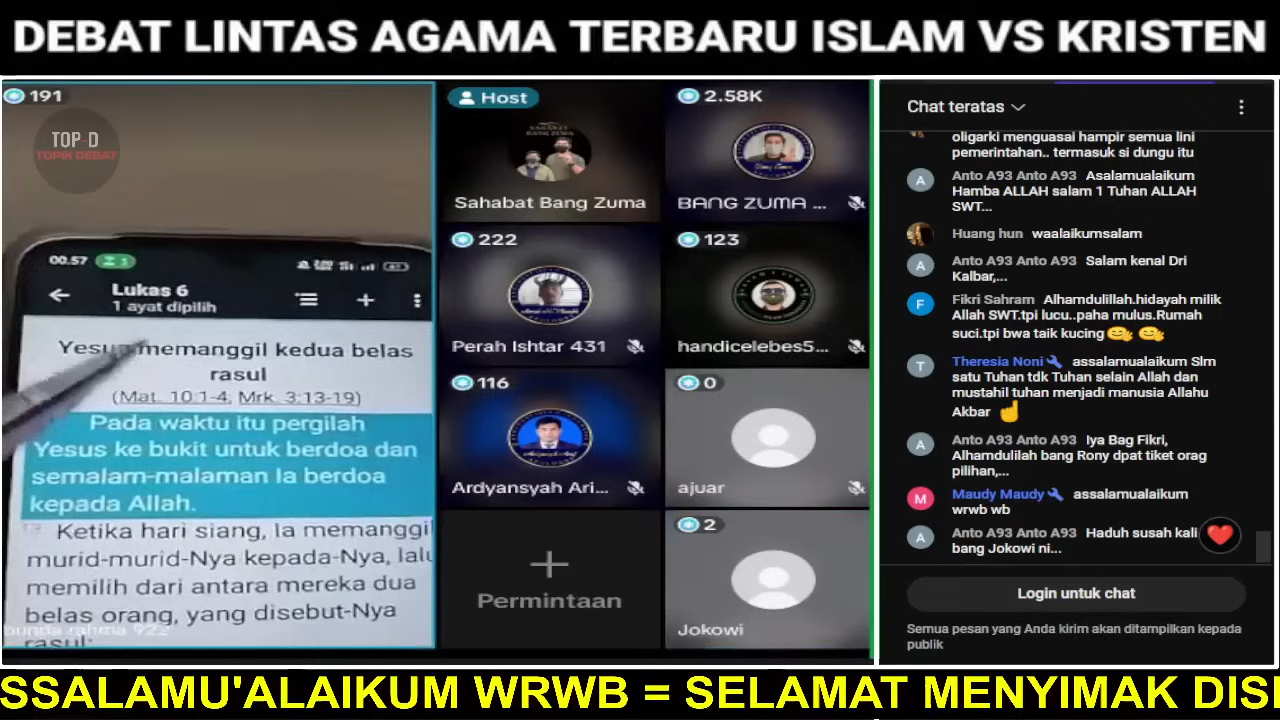 DEBAT LINTAS AGAMA TERBARU ISLAM VS KRISTEN
191
TOP-D
TOPIK DEBAT
00.57
3
Lukas 6
1 ayat dipilih
Yesus memanggil kedua belas
rasul
(Mat. 10:1-4; Mrk. 3:13-19)
Pada waktu itu pergilah
Yesus ke bukit untuk berdoa dan
semalam-malaman Ia berdoa
kepada Allah.
13 Ketika hari siang, Ia memanggil
murid-murid-Nya kepada-Nya, lalu
memilih dari antara mereka dua
belas orang, yang disebut-Nya
rasul:
bunda rahma 922
Host
Sahabat Bang Zuma
2.58K
BANG ZUMA ...
222
Perah Ishtar 431
123
handicelebes5...
116
Ardyansyah Ari...
0
ajuar
Permintaan
2
Jokowi
Chat teratas
oligarki menguasai hampir semua lini
pemerintahan.. termasuk si dungu itu
A
Anto A93 Anto A93 Asalamualaikum
Hamba ALLAH salam 1 Tuhan ALLAH
SWT...
Huang hun waalaikumsalam
A
Anto A93 Anto A93 Salam kenal Dri
Kalbar,...
F
Fikri Sahram Alhamdulillah.hidayah milik
Allah SWT.tpi lucu..paha mulus.Rumah
suci.tpi bwa taik kucing
T
Theresia Noni assalamualaikum Slm
satu Tuhan tdk Tuhan selain Allah dan
mustahil tuhan menjadi manusia Allahu
Akbar
A
Anto A93 Anto A93 Iya Bag Fikri,
Alhamdulilah bang Rony dpat tiket orag
pilihan,...
M
Maudy Maudy assalamualaikum
wrwb wb
A
Anto A93 Anto A93 Haduh susah kali
bang Jokowi ni...
Login untuk chat
Semua pesan yang Anda kirim akan ditampilkan kepada
publik
SSALAMU'ALAIKUM WRWB = SELAMAT MENYIMAK DISI